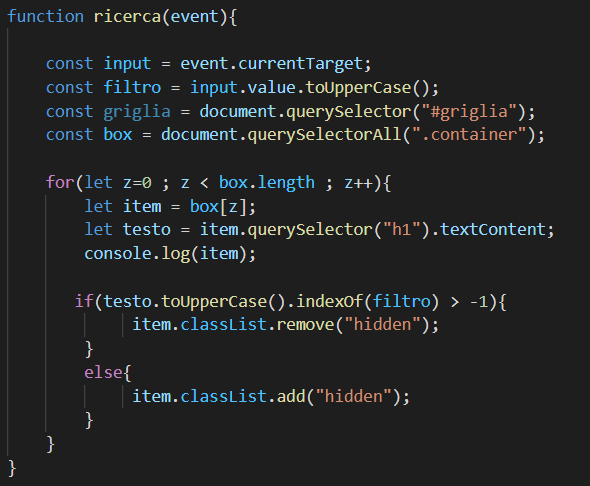 function ricerca(event){
const input = event.currentTarget;
const filtro = input.value.toUpperCase();
const griglia = document.querySelector("#griglia");
const box = document.querySelectorAll(".container");
for(let z=0 ; z < box.length ; z++){
let item = box[z];
let testo = item.querySelector("h1").textContent;
console.log(item);
if(testo.toUpperCase().indexOf(filtro) > -1){
item.classList.remove("hidden");
}
else{
item.classList.add("hidden");
}
}
}